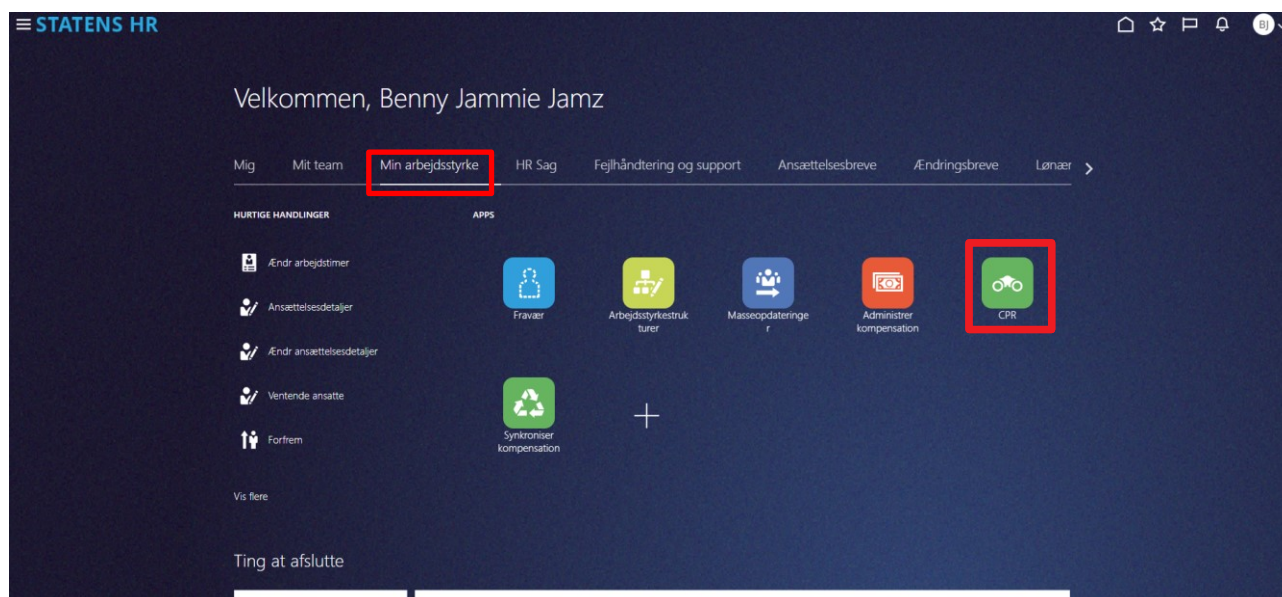 STATENS HR
BJ
Velkommen, Benny Jammie Jamz
Mig Mit team Min arbejdsstyrke HR Sag Fejlhåndtering og support Ansættelsesbreve Ændringsbreve Lønær
HURTIGE HANDLINGER
APPS
Ændr arbejdstimer
Ansættelsesdetaljer
Ændr ansættelsesdetaljer
Ventende ansatte
Forfrem
Vis flere
Fravær
Arbejdsstyrkestruk
turer
Masseopdateringe
r
Administrer
kompensation
CPR
Synkroniser
kompensation
Ting at afslutte